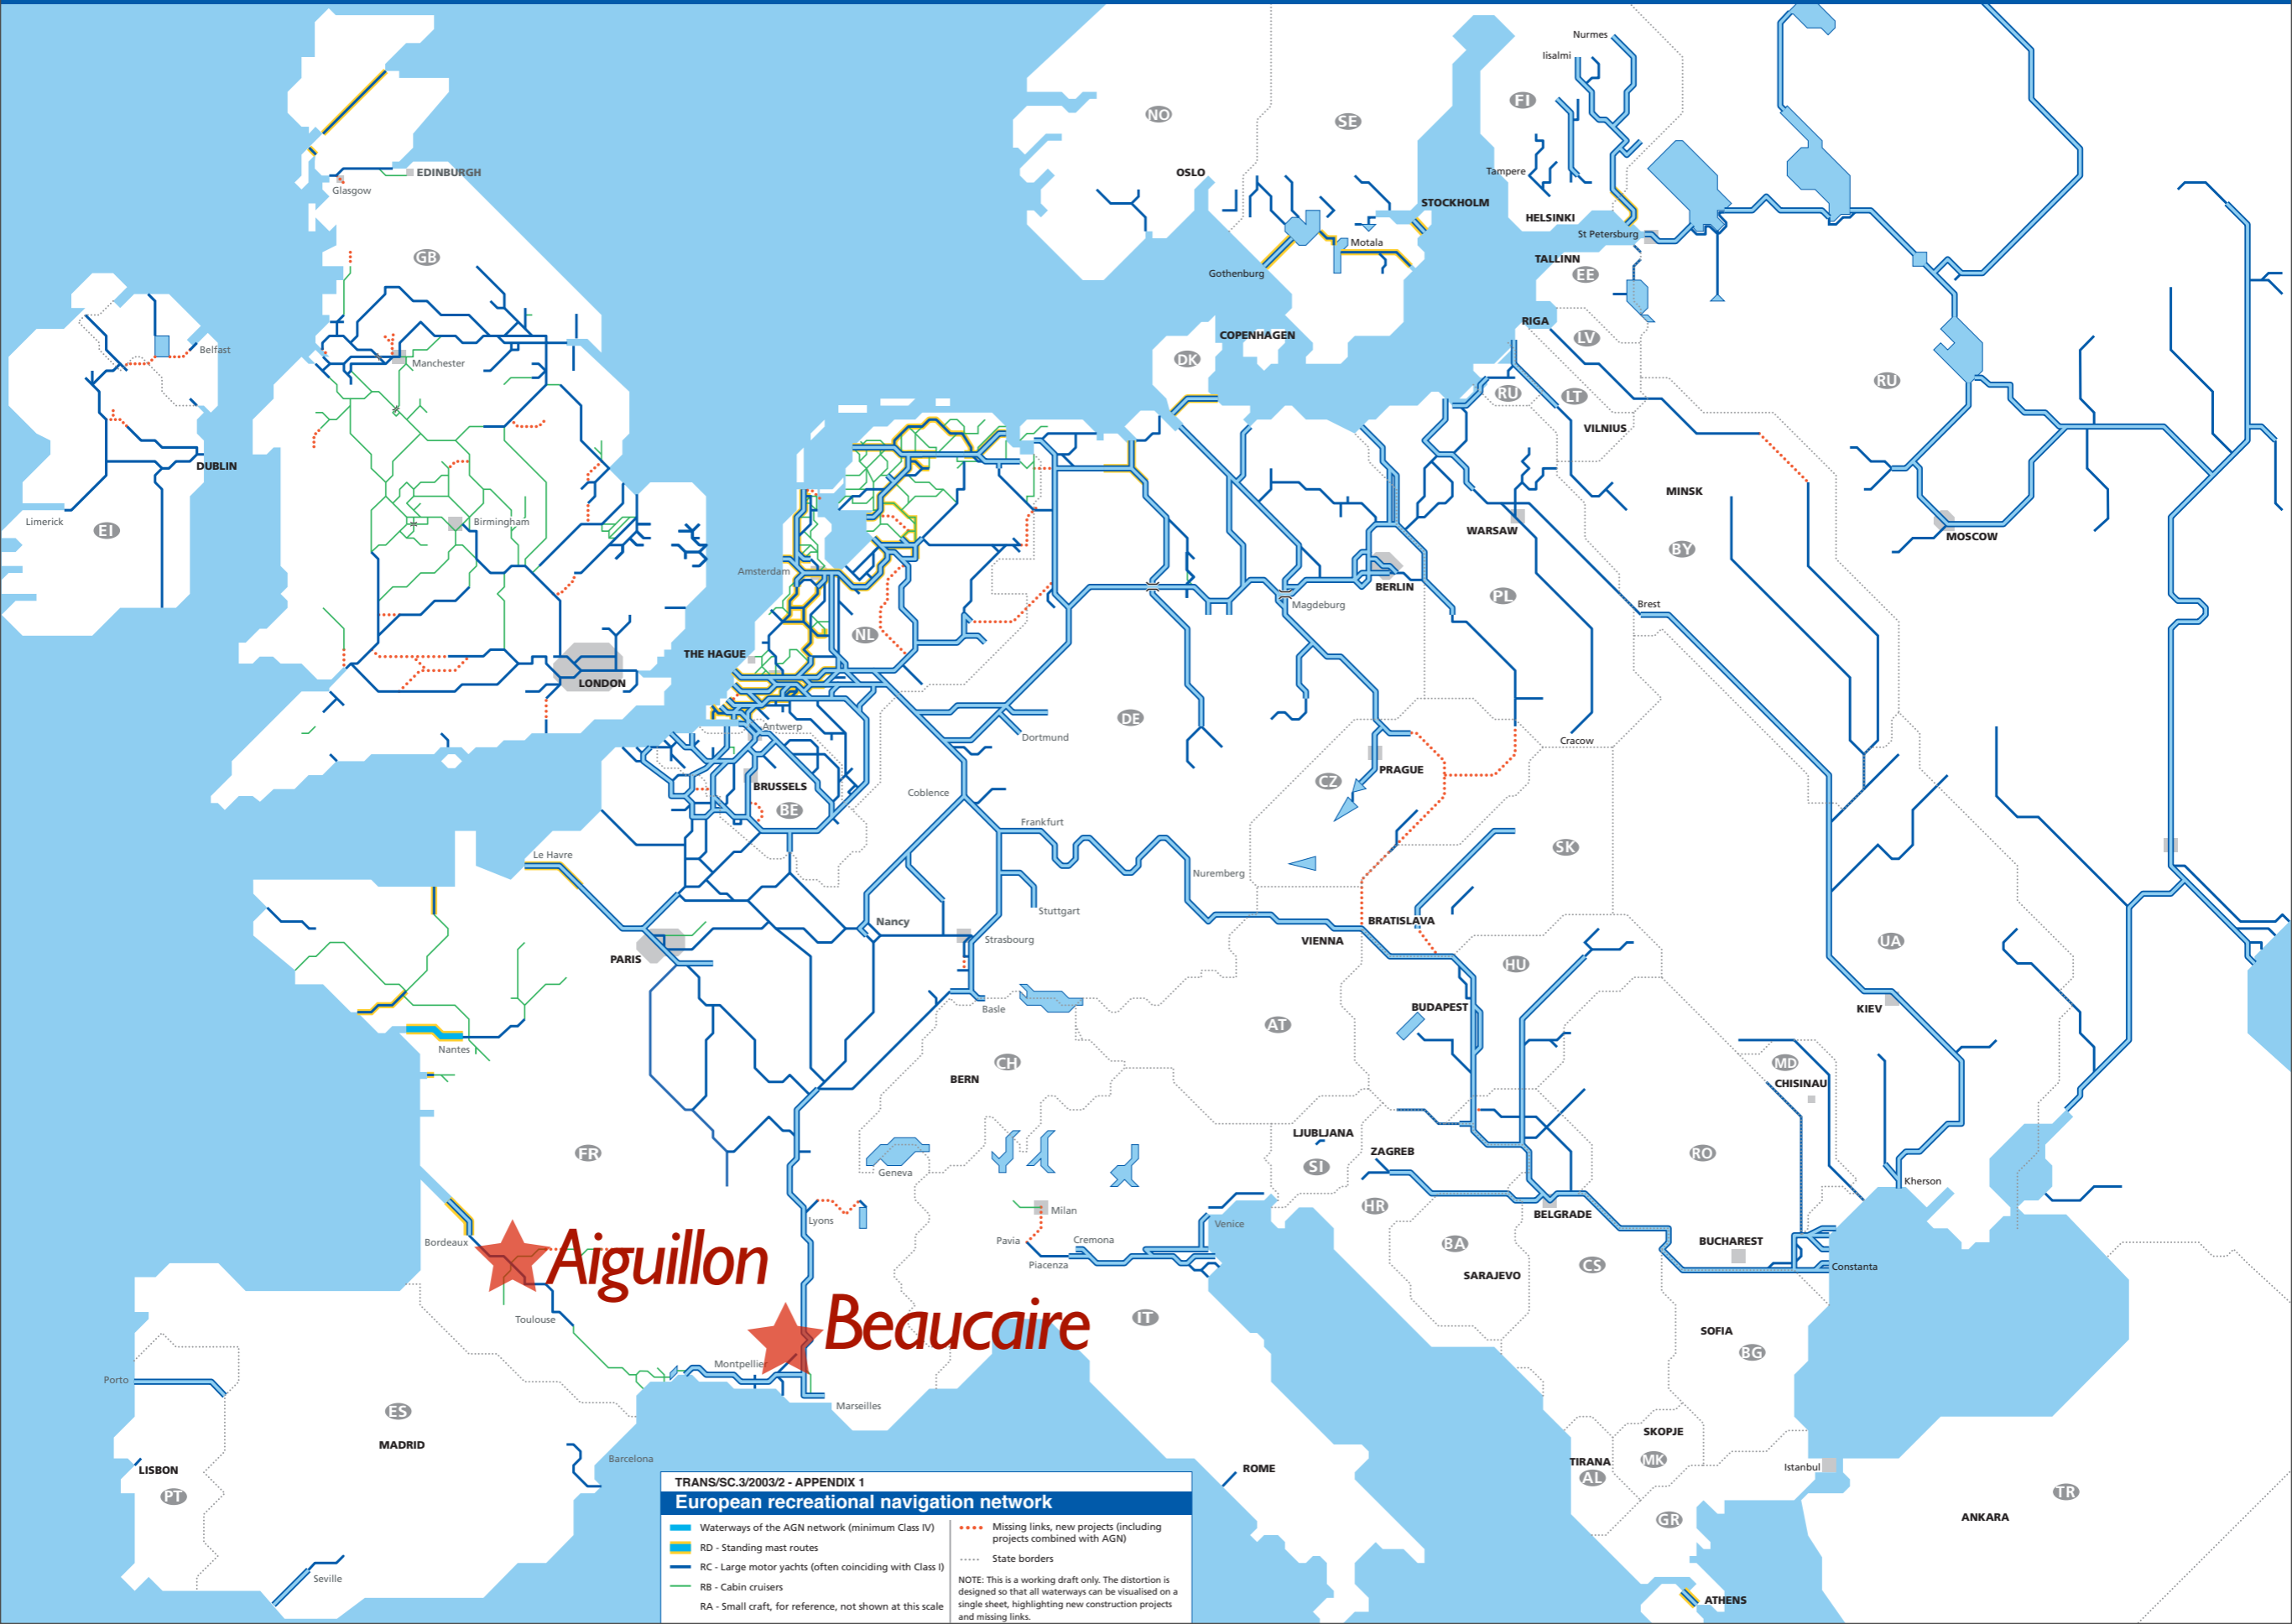 Nurmes
Iisalmi
FI
NO
SE
EDINBURGH
Glasgow
OSLO
Tampere
STOCKHOLM
HELSINKI
St Petersburg
Motala
GB
TALLINN
EE
Gothenburg
RIGA
COPENHAGEN
LV
Belfast
DK
Manchester
RU
RU
LT
VILNIUS
DUBLIN
MINSK
Limerick
EI
Birmingham
WARSAW
MOSCOW
BY
Amsterdam
BERLIN
PL
Magdeburg
Brest
NL
THE HAGUE
LONDON
DE
Antwerp
Dortmund
Cracow
PRAGUE
CZ
BRUSSELS
BE
Coblence
Frankfurt
SK
Le Havre
Nuremberg
Stuttgart
Nancy
BRATISLAVA
VIENNA
Strasbourg
UA
PARIS
HU
Basle
BUDAPEST
KIEV
AT
Nantes
CH
MD
BERN
CHISINAU
LJUBLJANA
FR
ZAGREB
RO
SI
Geneva
Kherson
HR
Lyons
Milan
Venice
BELGRADE
Bordeaux
Pavia
Cremona
BA
BUCHAREST
Aiguillon
Piacenza
SARAJEVO
CS
Constanta
Toulouse
Beaucaire
IT
SOFIA
BG
Montpellier
Porto
Marseilles
ES
MADRID
SKOPJE
Barcelona
MK
LISBON
ROME
TIRANA
Istanbul
AL
PT
TR
GR
ANKARA
Seville
ATHENS
TRANS/SC.3/2003/2 - APPENDIX 1
European recreational navigation network
Waterways of the AGN network (minimum Class IV)
RD - Standing mast routes
RC - Large motor yachts (often coinciding with Class I)
RB - Cabin cruisers
RA - Small craft, for reference, not shown at this scale
Missing links, new projects (including
projects combined with AGN)
State borders
NOTE: This is a working draft only. The distortion is
designed so that all waterways can be visualised on a
single sheet, highlighting new construction projects
and missing links.